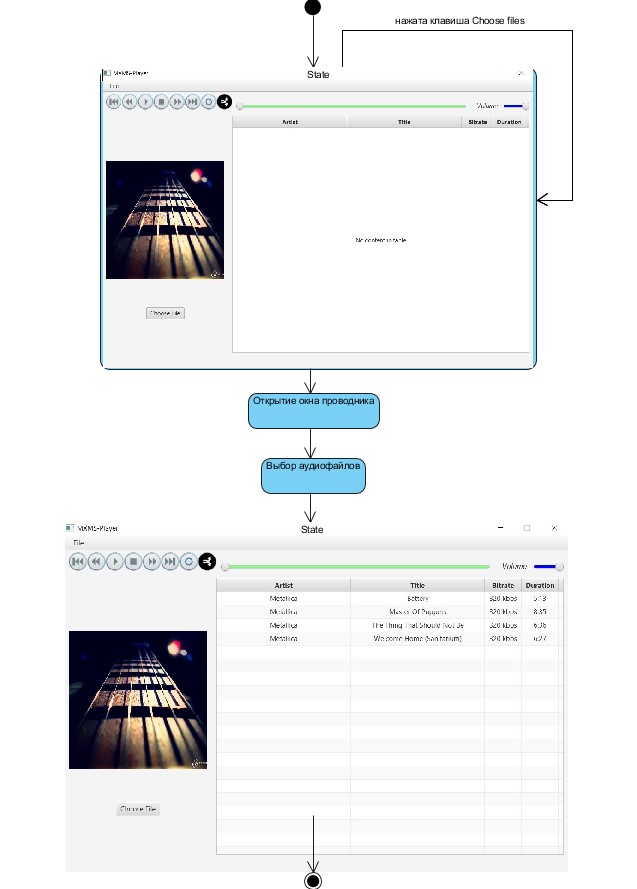 нажата клавиша Choose files
State
MXMS-Player
File
Volume
Artist Title Bitrate Duration
No content in table
Choose File
Открытие окна проводника
Выбор аудиофайлов
State
MXMS-Player
File
Volume
Artist Title Bitrate Duration
Metallica Battery 320 kbps 5:13
Metallica Master Of Puppets 320 kbps 8:35
Metallica The Thing That Should Not Be 320 kbps 6:36
Metallica Welcome Home (Sanitarium) 320 kbps 6:27
Choose File